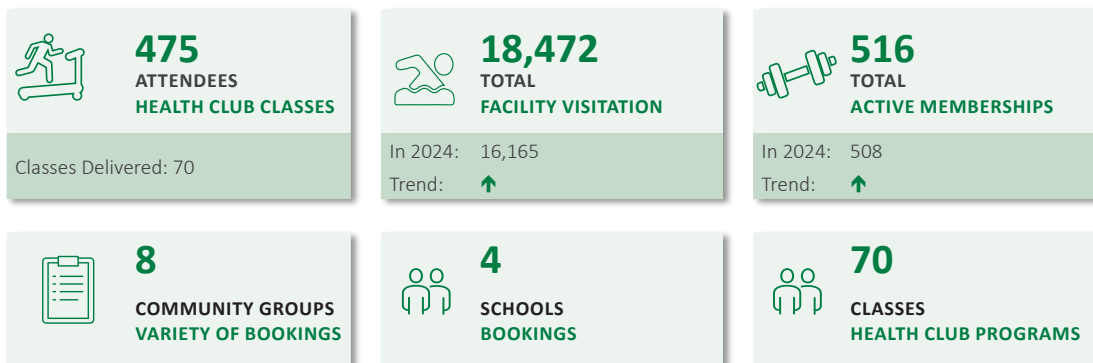 475
ATTENDEES
HEALTH CLUB CLASSES
Classes Delivered: 70
18,472
TOTAL
FACILITY VISITATION
In 2024: 16,165
Trend:
516
TOTAL
ACTIVE MEMBERSHIPS
In 2024: 508
Trend:
8
COMMUNITY GROUPS
VARIETY OF BOOKINGS
4
SCHOOLS
BOOKINGS
70
CLASSES
HEALTH CLUB PROGRAMS